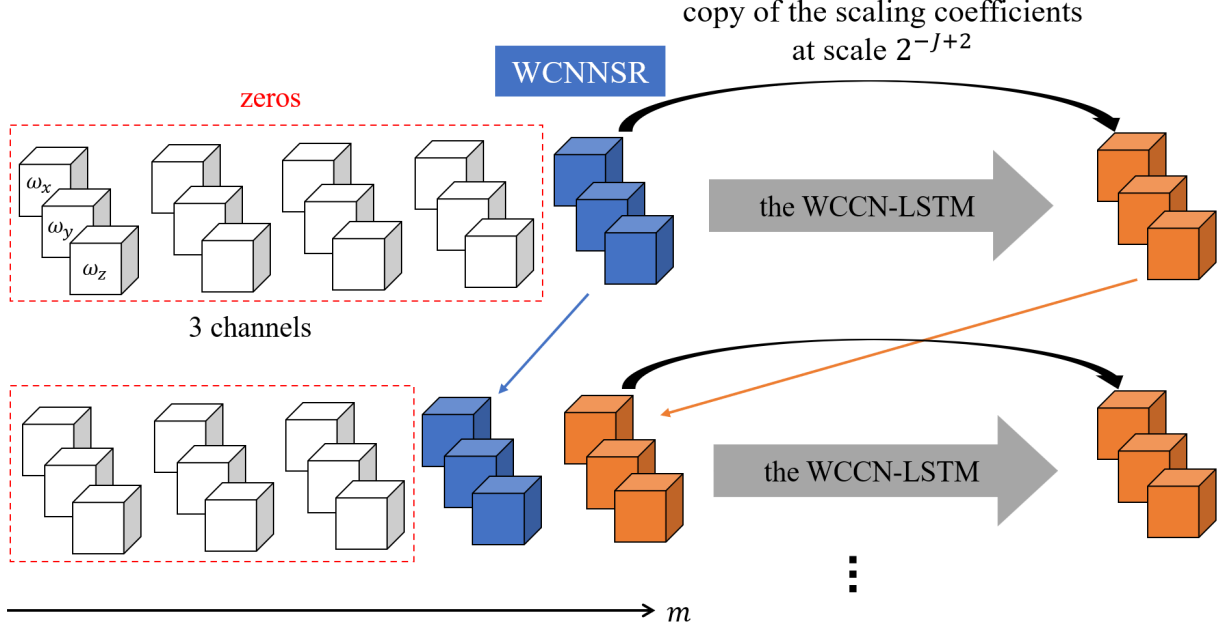 copy of the scaling coefficients
at scale 2^{-J+2}
WCNNSR
zeros
ω_x
ω_y
ω_z
the WCCN-LSTM
3 channels
the WCCN-LSTM
⋮
m